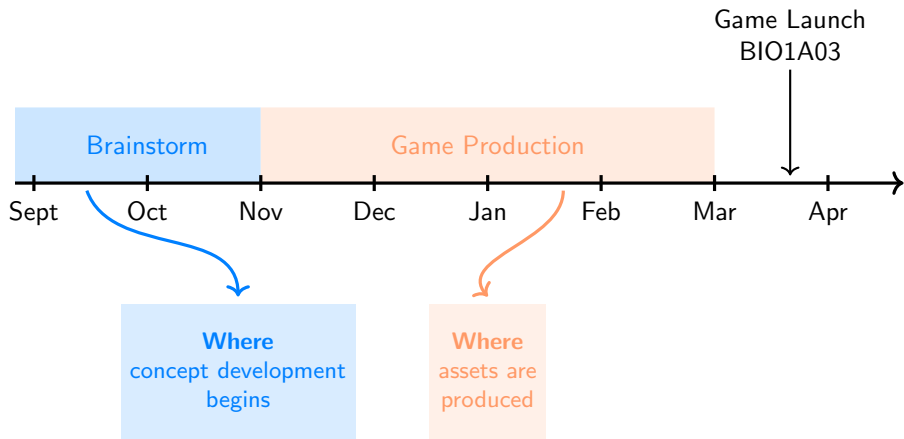 Game Launch
BIO1A03
Brainstorm
Game Production
Sept Oct Nov Dec Jan Feb Mar Apr
Where
concept development
begins
Where
assets are
produced